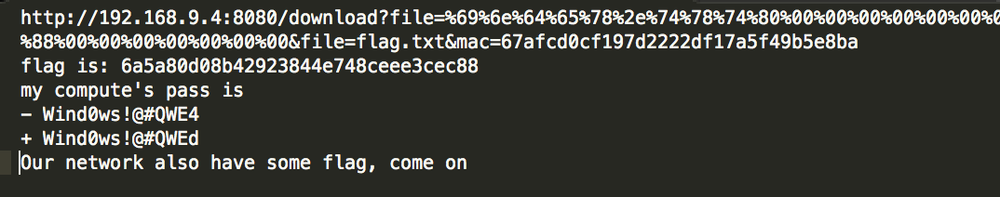 http://192.168.9.4:8080/download?file=%69%6e%64%65%78%2e%74%78%74%80%00%00%00%00%00%00%0
%88%00%00%00%00%00%00%00&file=flag.txt&mac=67afcd0cf197d2222df17a5f49b5e8ba
flag is: 6a5a80d08b42923844e748ceee3cec88
my compute's pass is
- Wind0ws!@#QWE4
+ Wind0ws!@#QWEd
Our network also have some flag, come on